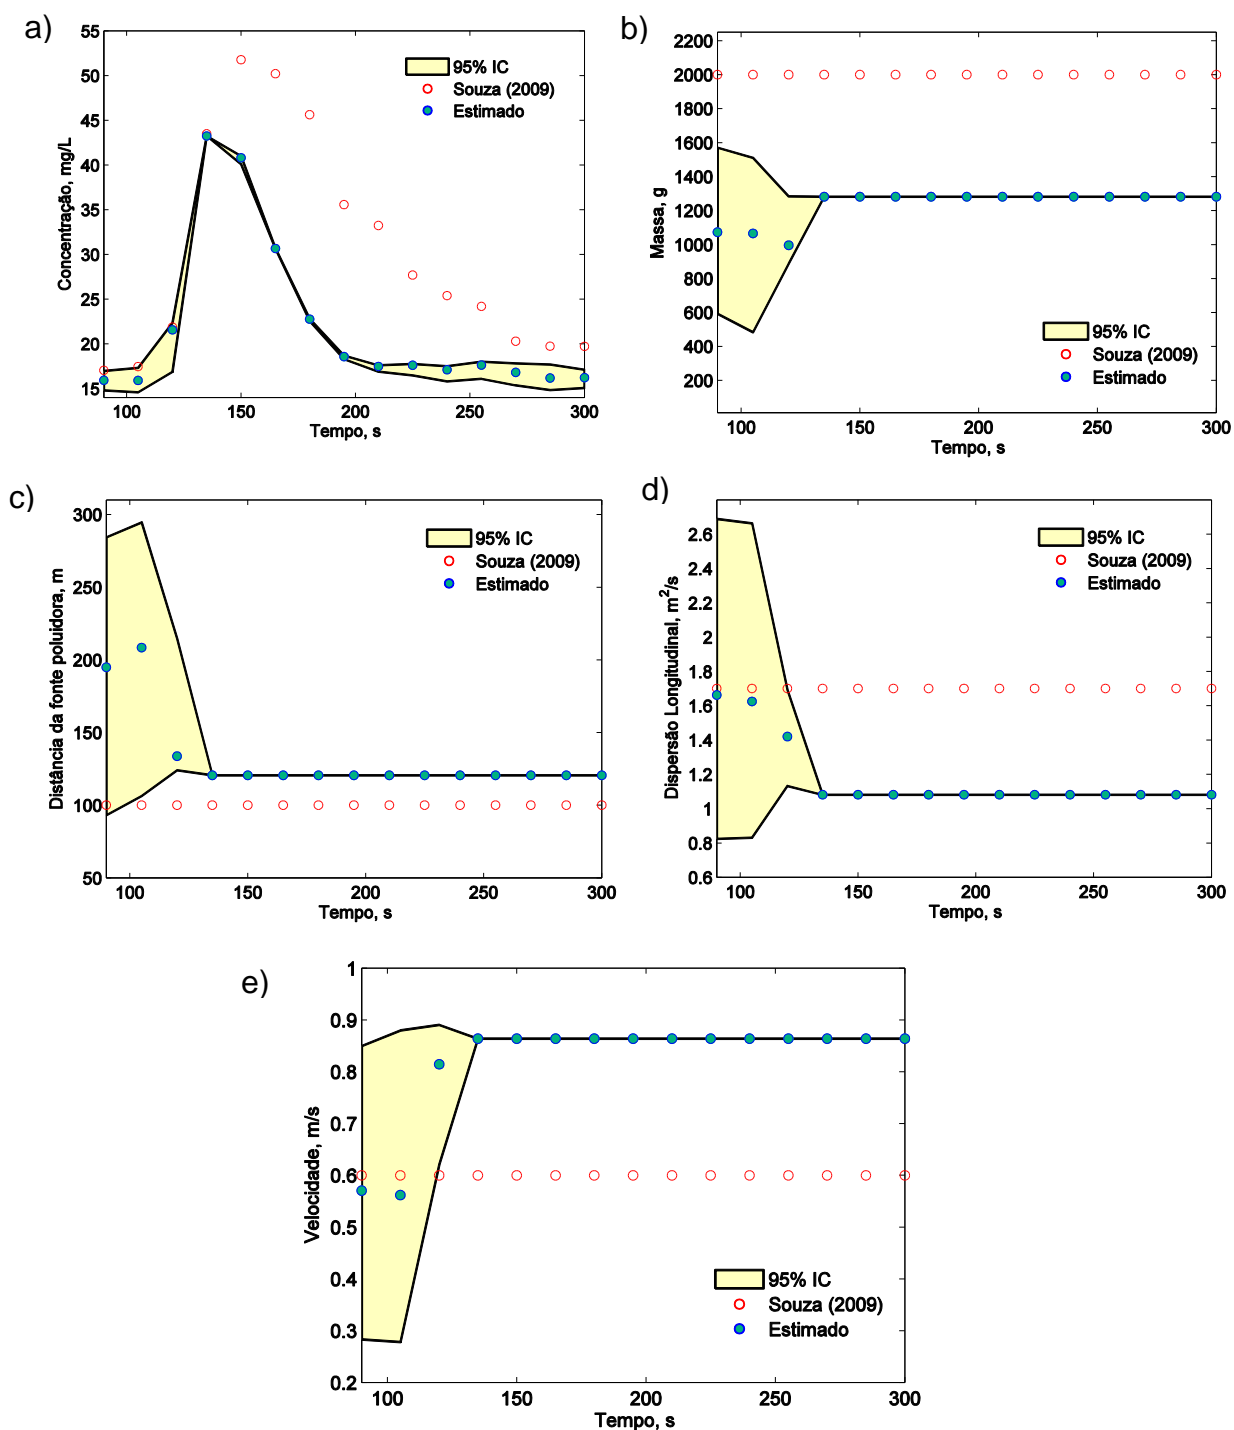 a)
55
50
45
40
35
30
25
20
15
100 150 200 250 300
Concentração, mg/L
Tempo, s
95% IC
Souza (2009)
Estimado
b)
2200
2000
1800
1600
1400
1200
1000
800
600
400
200
100 150 200 250 300
Massa, g
Tempo, s
95% IC
Souza (2009)
Estimado
c)
300
250
200
150
100
50
100 150 200 250 300
Distância da fonte poluidora, m
Tempo, s
95% IC
Souza (2009)
Estimado
d)
2.6
2.4
2.2
2
1.8
1.6
1.4
1.2
1
0.8
0.6
100 150 200 250 300
Dispersão Longitudinal, m²/s
Tempo, s
95% IC
Souza (2009)
Estimado
e)
1
0.9
0.8
0.7
0.6
0.5
0.4
0.3
0.2
100 150 200 250 300
Velocidade, m/s
Tempo, s
95% IC
Souza (2009)
Estimado